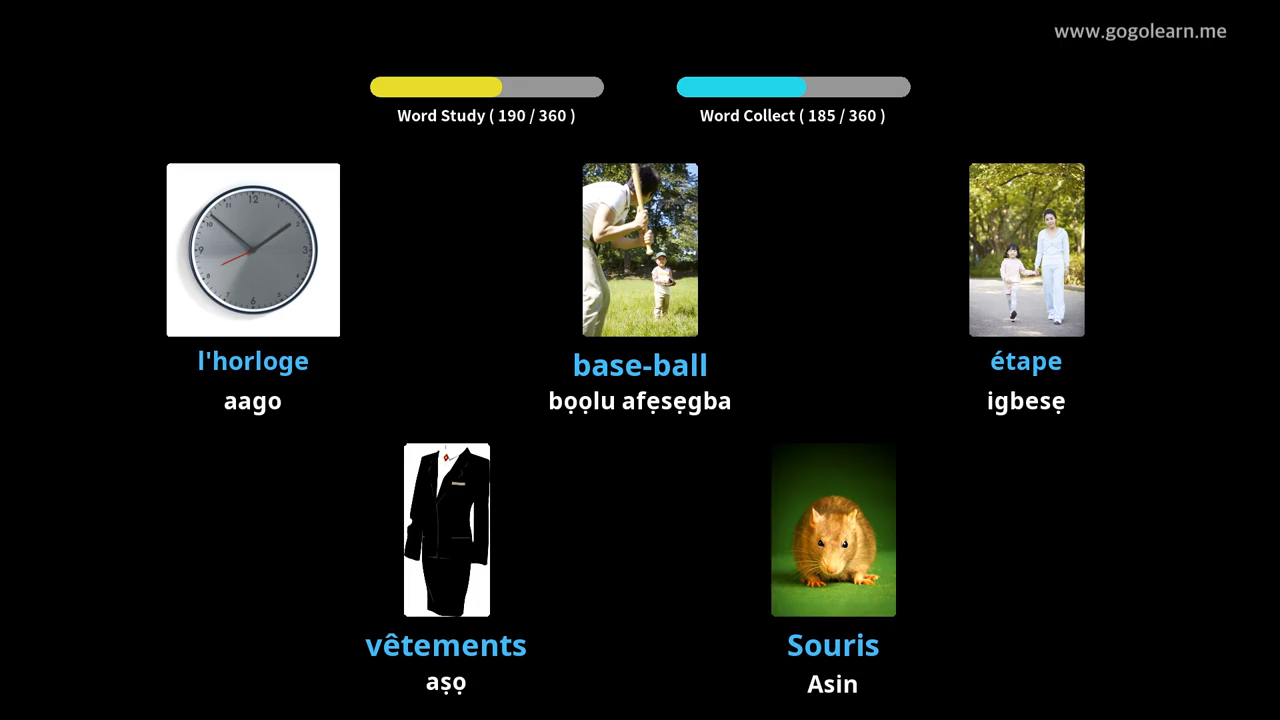 www.gogolearn.me
Word Study ( 190 / 360 )
Word Collect ( 185 / 360 )
l'horloge
base-ball
étape
aago
bọọlu afẹsẹgba
igbesẹ
vêtements
Souris
aṣọ
Asin